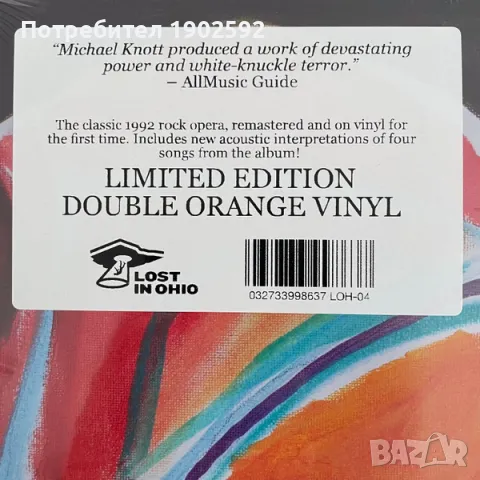 Потребител 1902592
“Michael Knott produced a work of devastating
power and white-knuckle terror.”
– AllMusic Guide
The classic 1992 rock opera, remastered and on vinyl for
the first time. Includes new acoustic interpretations of four
songs from the album!
LIMITED EDITION
DOUBLE ORANGE VINYL
LOST
IN OHIO
032733998637 LOH-04
BAZAR